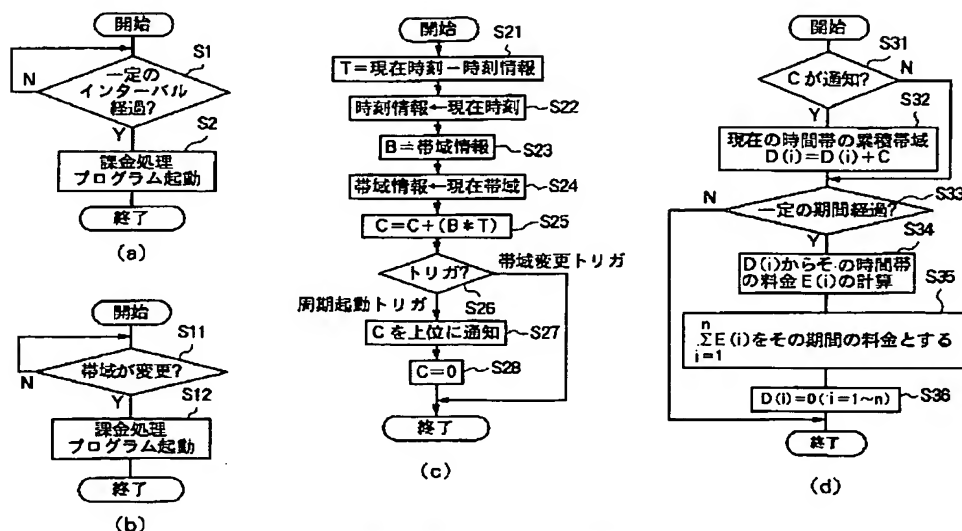 開始
S1
一定の
インターバル
経過?
N
Y
S2
課金処理
プログラム起動
終了
(a)
開始
S11
帯域が変更?
N
Y
S12
課金処理
プログラム起動
終了
(b)
開始
S21
T=現在時刻-時刻情報
時刻情報←現在時刻
S22
B≐帯域情報
S23
帯域情報←現在帯域
S24
C=C+(B*T)
S25
トリガ?
帯域変更トリガ
S26
周期起動トリガ
Cを上位に通知
S27
C=0
S28
終了
(c)
開始
S31
Cが通知?
N
Y
S32
現在の時間帯の累積帯域
D(i)=D(i)+C
N
一定の期間経過?
S33
Y
S34
D(i)からその時間帯
の料金E(i)の計算
S35
n
ΣE(i)をその期間の料金とする
i=1
D(i)=0(i=1~n)
S36
終了
(d)